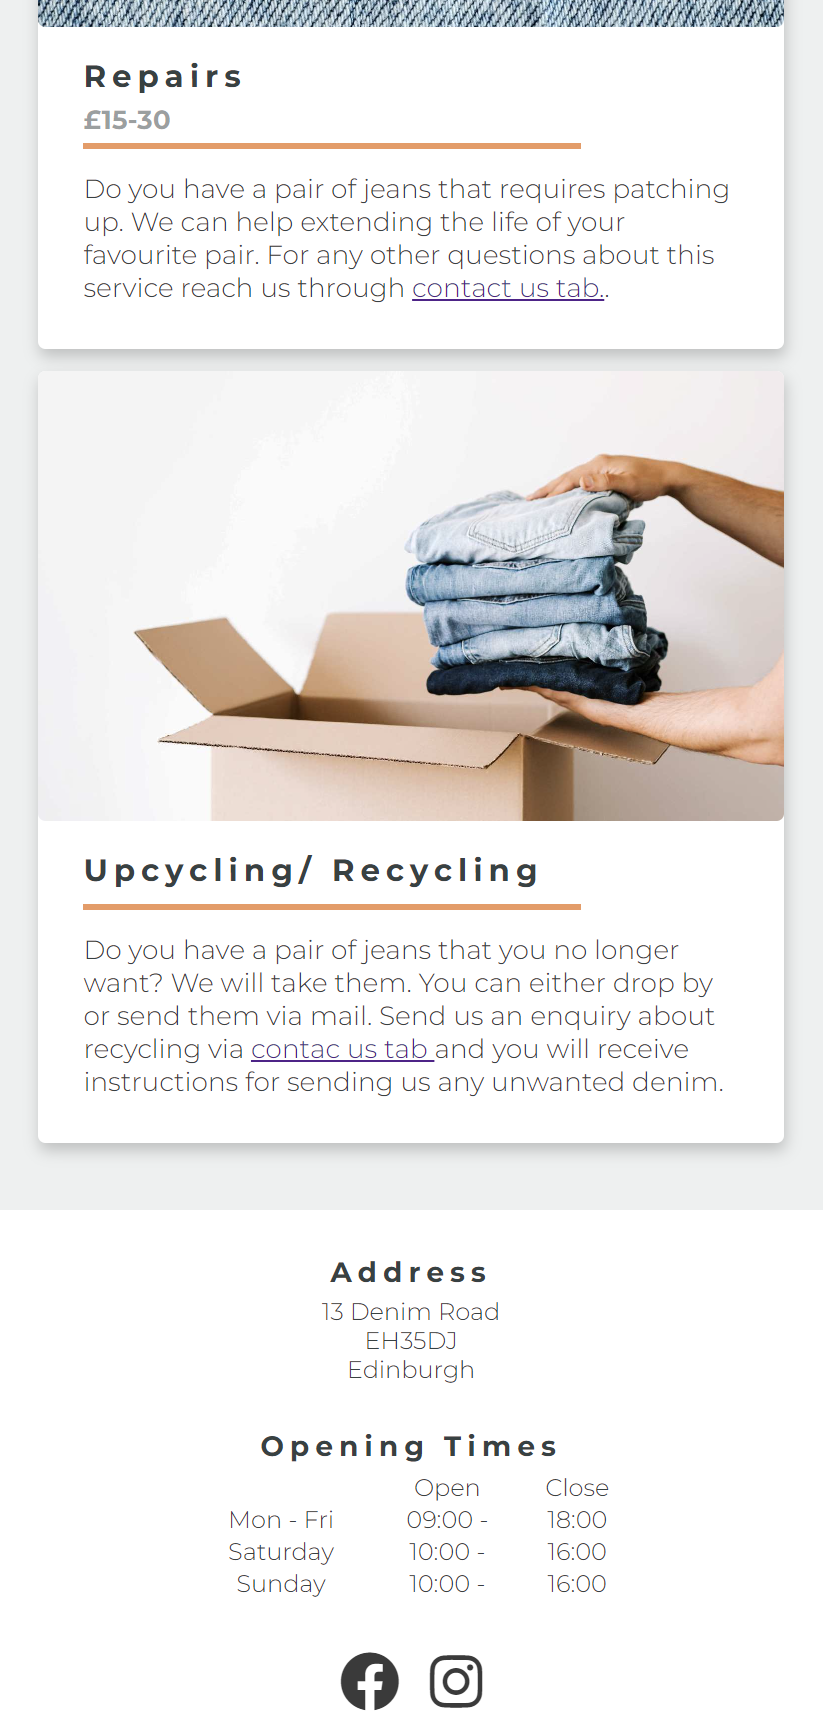 Repairs
£15-30
Do you have a pair of jeans that requires patching
up. We can help extending the life of your
favourite pair. For any other questions about this
service reach us through contact us tab..
Upcycling/ Recycling
Do you have a pair of jeans that you no longer
want? We will take them. You can either drop by
or send them via mail. Send us an enquiry about
recycling via contac us tab and you will receive
instructions for sending us any unwanted denim.
Address
13 Denim Road
EH35DJ
Edinburgh
Opening Times
Open Close
Mon - Fri 09:00 - 18:00
Saturday 10:00 - 16:00
Sunday 10:00 - 16:00